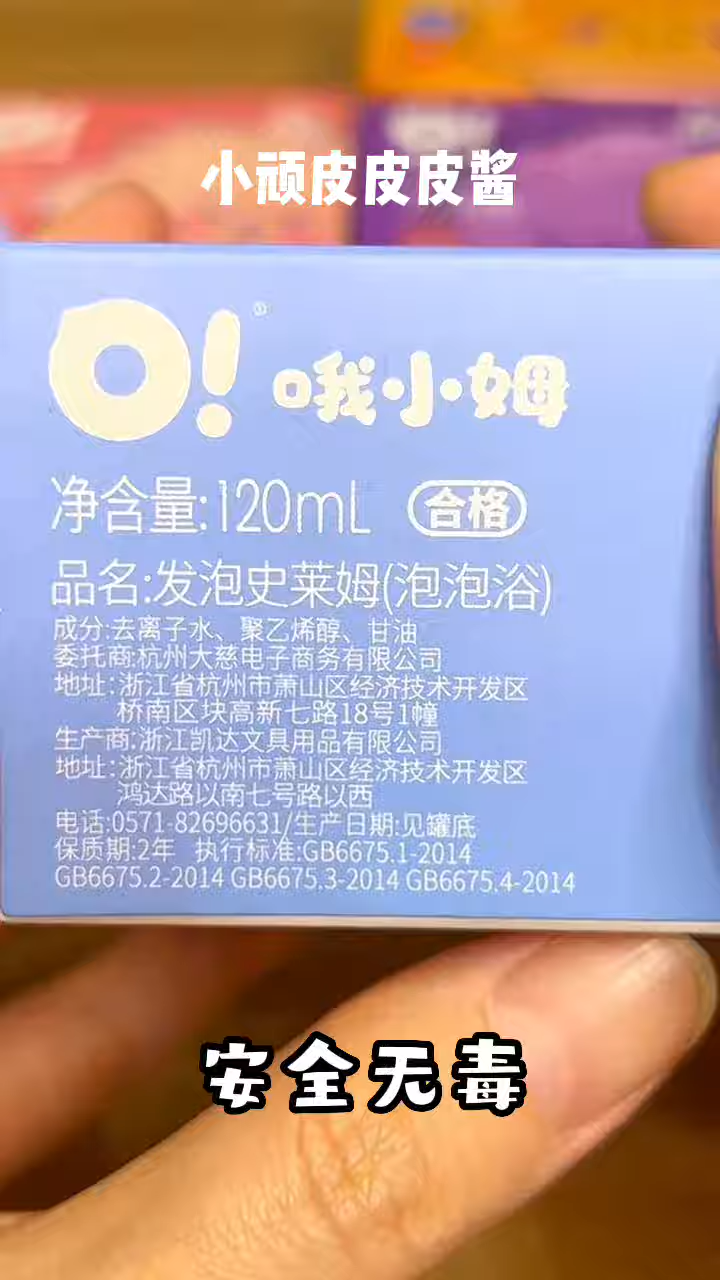 小顽皮皮皮酱
O!®
哦·小·姆
净含量:120mL 合格
品名:发泡史莱姆(泡泡浴)
成分:去离子水、聚乙烯醇、甘油
委托商:杭州大慈电子商务有限公司
地址:浙江省杭州市萧山区经济技术开发区
桥南区块高新七路18号1幢
生产商:浙江凯达文具用品有限公司
地址:浙江省杭州市萧山区经济技术开发区
鸿达路以南七号路以西
电话:0571-82696631/生产日期:见罐底
保质期:2年 执行标准:GB6675.1-2014
GB6675.2-2014 GB6675.3-2014 GB6675.4-2014
安全无毒